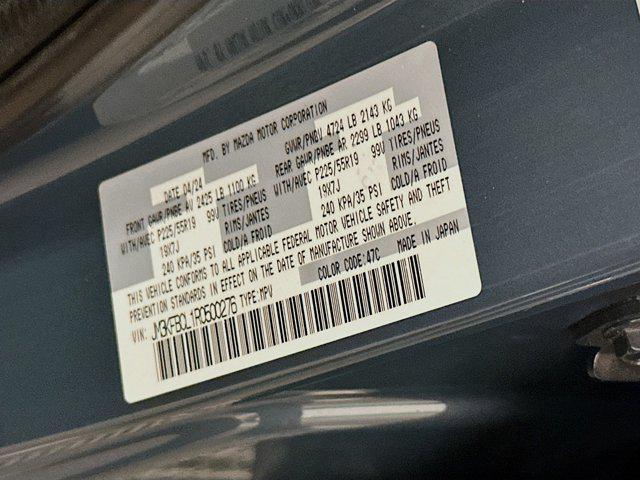 MFD. BY MAZDA MOTOR CORPORATION
DATE 04/24 GVWR/PNBV 4724 LB 2143 KG
FRONT GAWR/PNBE AV 2425 LB 1100 KG REAR GAWR/PNBE AR 2299 LB 1043 KG
WITH/AVEC P225/55R19 99V TIRES/PNEUS WITH/AVEC P225/55R19 99V TIRES/PNEUS
19X7J RIMS/JANTES 19X7J RIMS/JANTES
240 KPA/35 PSI COLD/A FROID 240 KPA/35 PSI COLD/A FROID
THIS VEHICLE CONFORMS TO ALL APPLICABLE FEDERAL MOTOR VEHICLE SAFETY AND THEFT
PREVENTION STANDARDS IN EFFECT ON THE DATE OF MANUFACTURE SHOWN ABOVE.
COLOR CODE:47C MADE IN JAPAN
VIN: JM3KFBCL1R0500276 TYPE:MPV